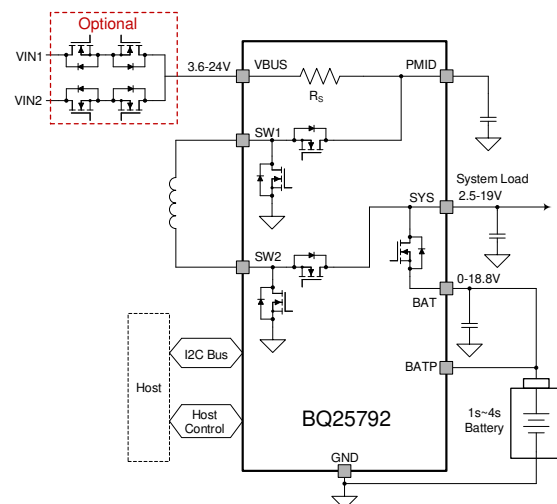 Optional
VIN1
VIN2
3.6-24V
VBUS
RS
PMID
SW1
System Load
SYS
2.5-19V
SW2
0-18.8V
BAT
I2C Bus
Host
BATP
Host
Control
BQ25792
1s~4s
Battery
GND